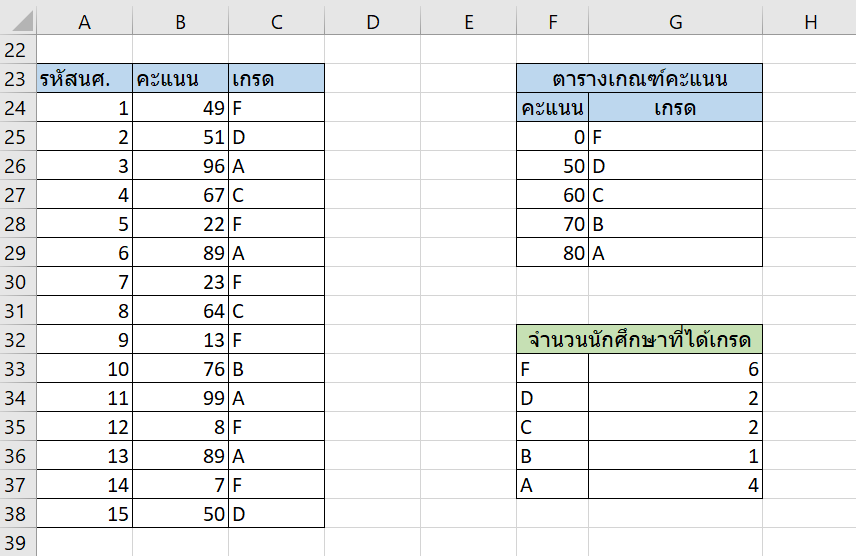 A B C D E F G H
22
23 รหัสนศ. คะแนน เกรด ตารางเกณฑ์คะแนน
24 1 49 F คะแนน เกรด
25 2 51 D 0 F
26 3 96 A 50 D
27 4 67 C 60 C
28 5 22 F 70 B
29 6 89 A 80 A
30 7 23 F
31 8 64 C
32 9 13 F จำนวนนักศึกษาที่ได้เกรด
33 10 76 B F 6
34 11 99 A D 2
35 12 8 F C 2
36 13 89 A B 1
37 14 7 F A 4
38 15 50 D
39